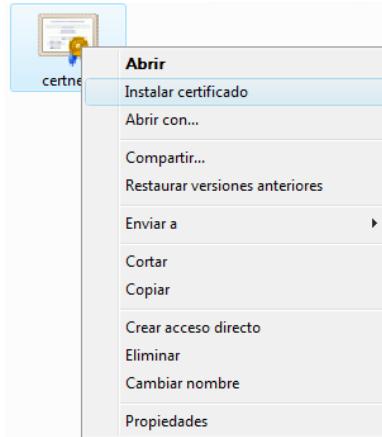 certne
Abrir
Instalar certificado
Abrir con...
Compartir...
Restaurar versiones anteriores
Enviar a
Cortar
Copiar
Crear acceso directo
Eliminar
Cambiar nombre
Propiedades